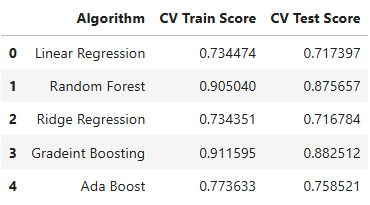 Algorithm CV Train Score CV Test Score
0 Linear Regression 0.734474 0.717397
1 Random Forest 0.905040 0.875657
2 Ridge Regression 0.734351 0.716784
3 Gradeint Boosting 0.911595 0.882512
4 Ada Boost 0.773633 0.758521